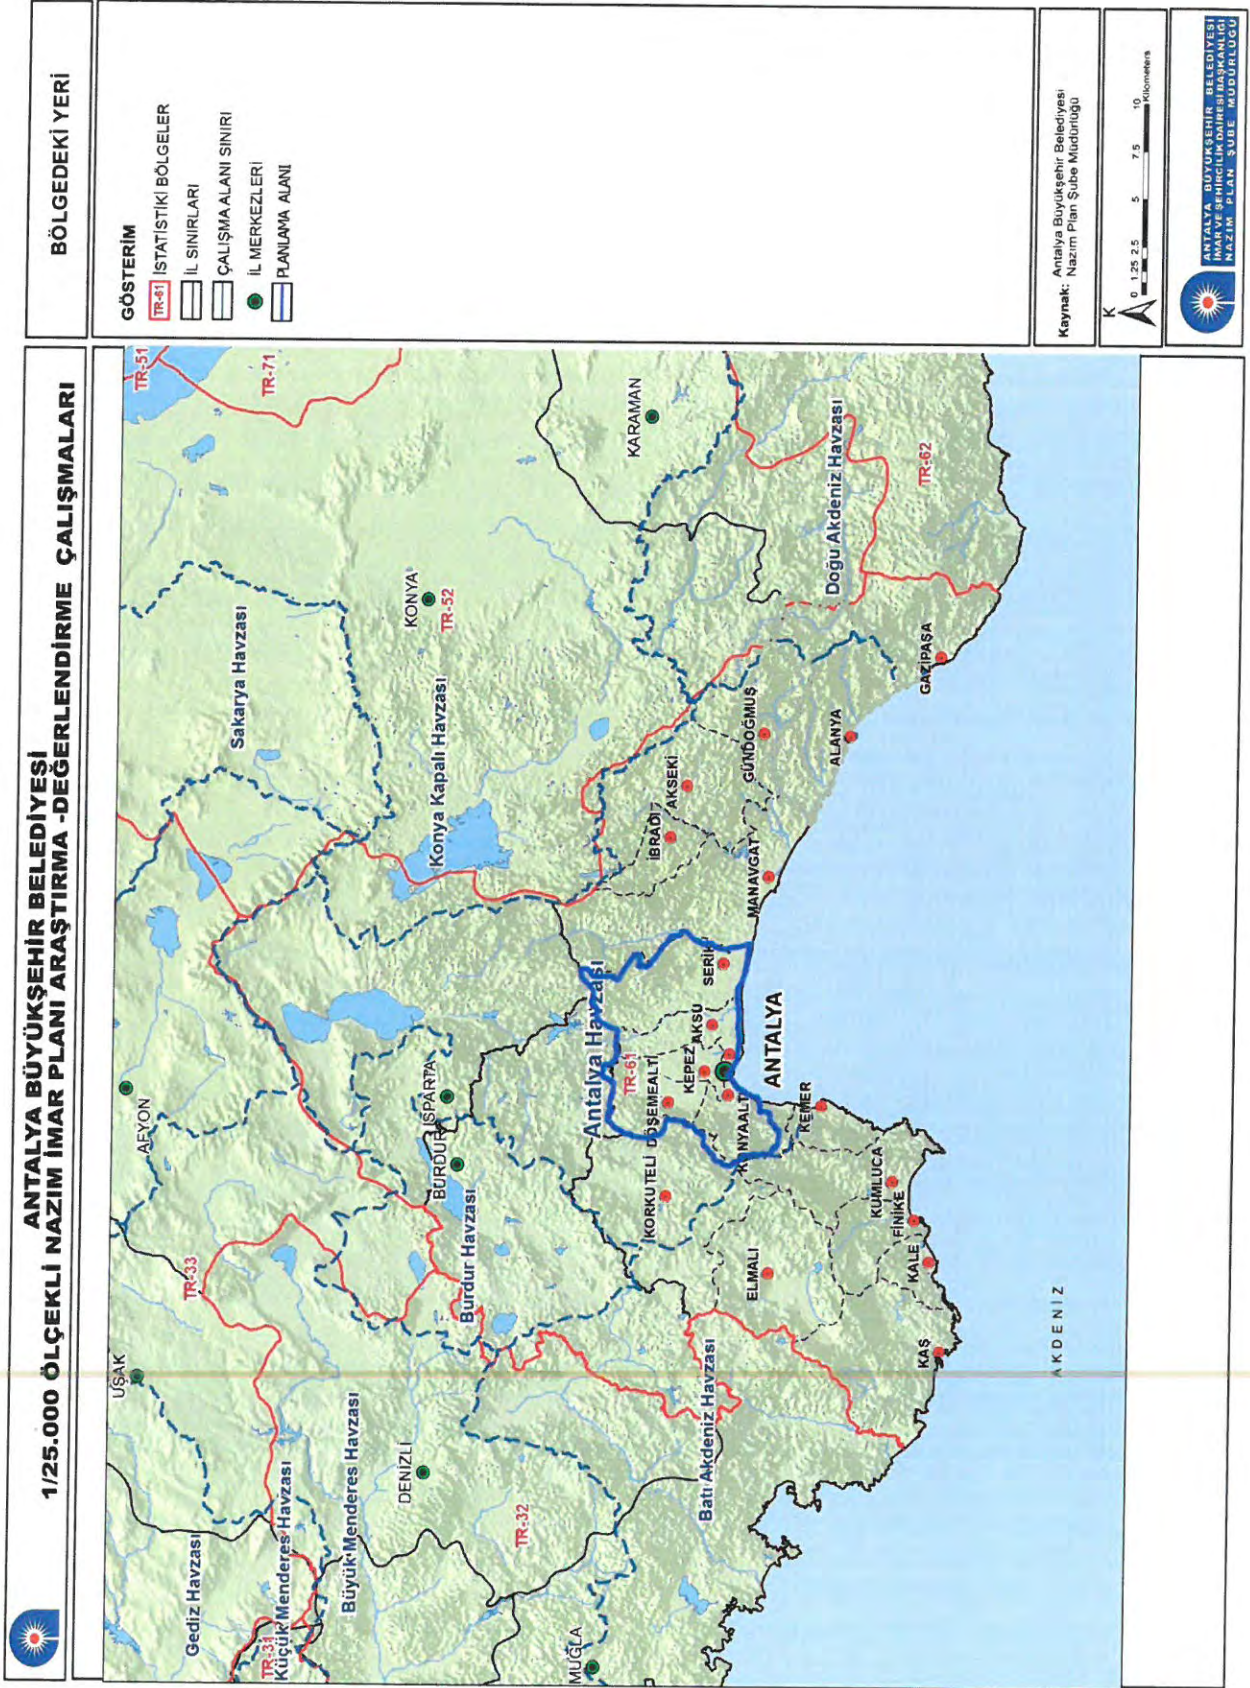 ANTALYA BÜYÜKŞEHİR BELEDİYESİ
1/25.000 ÖLÇEKLİ NAZIM İMAR PLANI ARAŞTIRMA -DEĞERLENDİRME ÇALIŞMALARI
BÖLGEDEKİ YERİ
GÖSTERİM
TR-61 İSTATİSTİKİ BÖLGELER
İL SINIRLARI
ÇALIŞMA ALANI SINIRI
İL MERKEZLERİ
PLANLAMA ALANI
UŞAK
AFYON
TR-51
TR-71
TR-33
Gediz Havzası
Sakarya Havzası
TR-31
Küçük Menderes Havzası
Büyük Menderes Havzası
DENİZLİ
BURDUR
ISPARTA
KONYA
TR-52
Konya Kapalı Havzası
Burdur Havzası
TR-32
MUĞLA
KARAMAN
Antalya Havzası
TR-61
KORKUTELİ
DÖŞEMEALTI
KEPEZ
AKSU
SERİK
İBRADI
AKSEKİ
GÜNDOĞMUŞ
MANAVGAT
ALANYA
GAZİPAŞA
Doğu Akdeniz Havzası
TR-62
Batı Akdeniz Havzası
ELMALI
KONYAALTI
ANTALYA
KEMER
KUMLUCA
FİNİKE
KALE
KAŞ
AKDENİZ
Kaynak: Antalya Büyükşehir Belediyesi
Nazım Plan Şube Müdürlüğü
K
0 1.25 2.5 5 7.5 10
Kilometers
ANTALYA BÜYÜKŞEHİR BELEDİYESİ
İMAR VE ŞEHİRCİLİK DAİRESİ BAŞKANLIĞI
NAZIM PLAN ŞUBE MÜDÜRLÜĞÜ